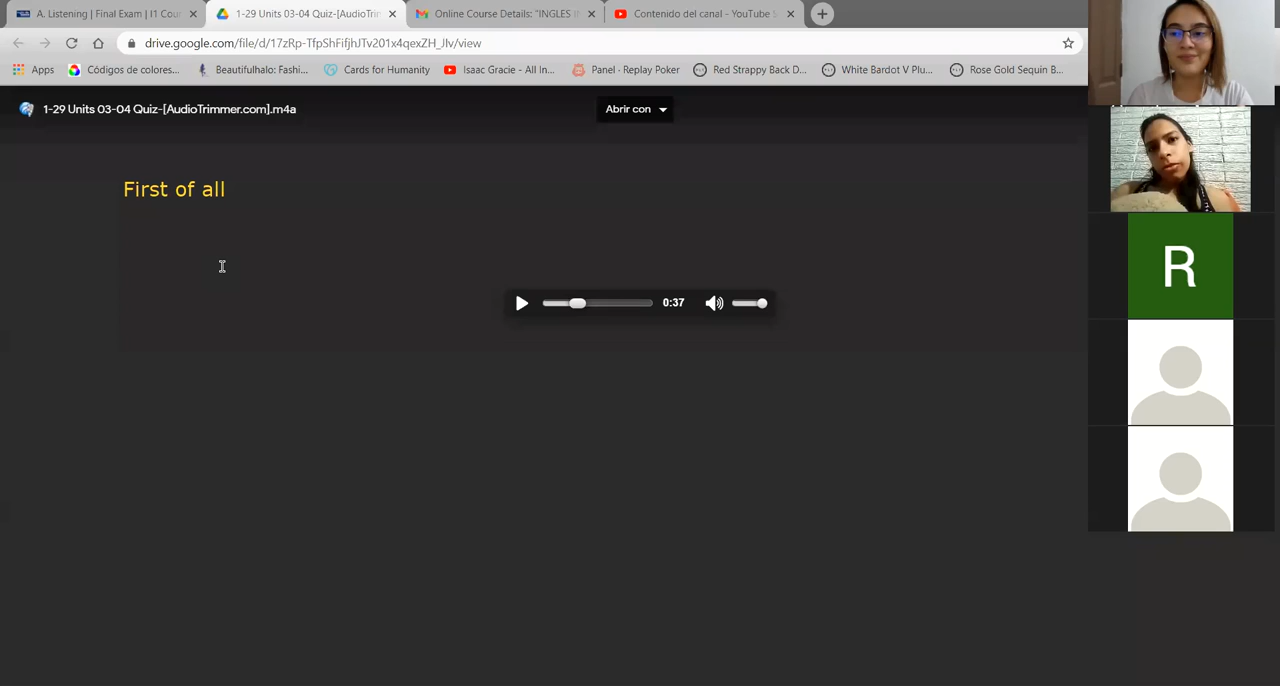 A. Listening | Final Exam | I1 Cour
1-29 Units 03-04 Quiz-[AudioTrim
Online Course Details: "INGLES I
Contenido del canal - YouTube S
drive.google.com/file/d/17zRp-TfpShFifjhJTv201x4qexZH_Jlv/view
Apps
Códigos de colores...
Beautifulhalo: Fashi...
Cards for Humanity
Isaac Gracie - All In...
Panel · Replay Poker
Red Strappy Back D...
White Bardot V Plu...
Rose Gold Sequin B...
1-29 Units 03-04 Quiz-[AudioTrimmer.com].m4a
Abrir con
First of all
0:37
R